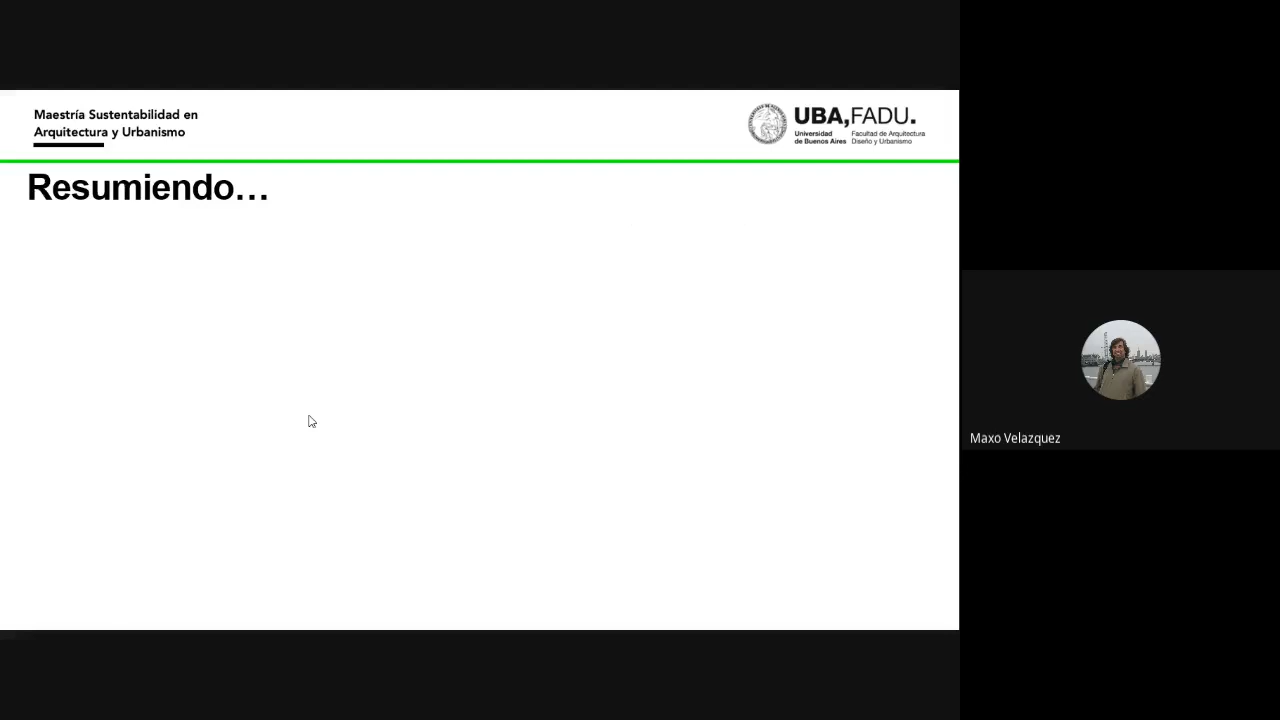 Maestría Sustentabilidad en
Arquitectura y Urbanismo
UBA,FADU.
Universidad
de Buenos Aires
Facultad de Arquitectura
Diseño y Urbanismo
Resumiendo…
Maxo Velazquez